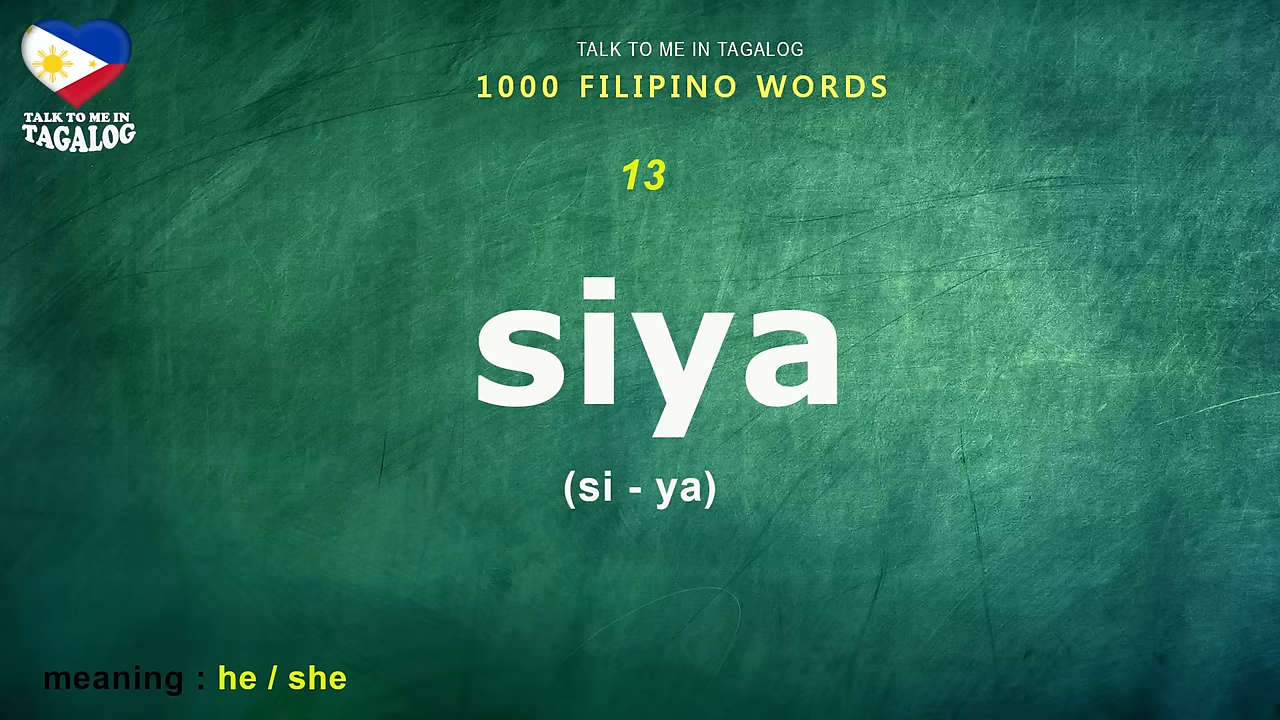 TALK TO ME IN
TAGALOG
TALK TO ME IN TAGALOG
1000 FILIPINO WORDS
13
siya
(si - ya)
meaning : he / she